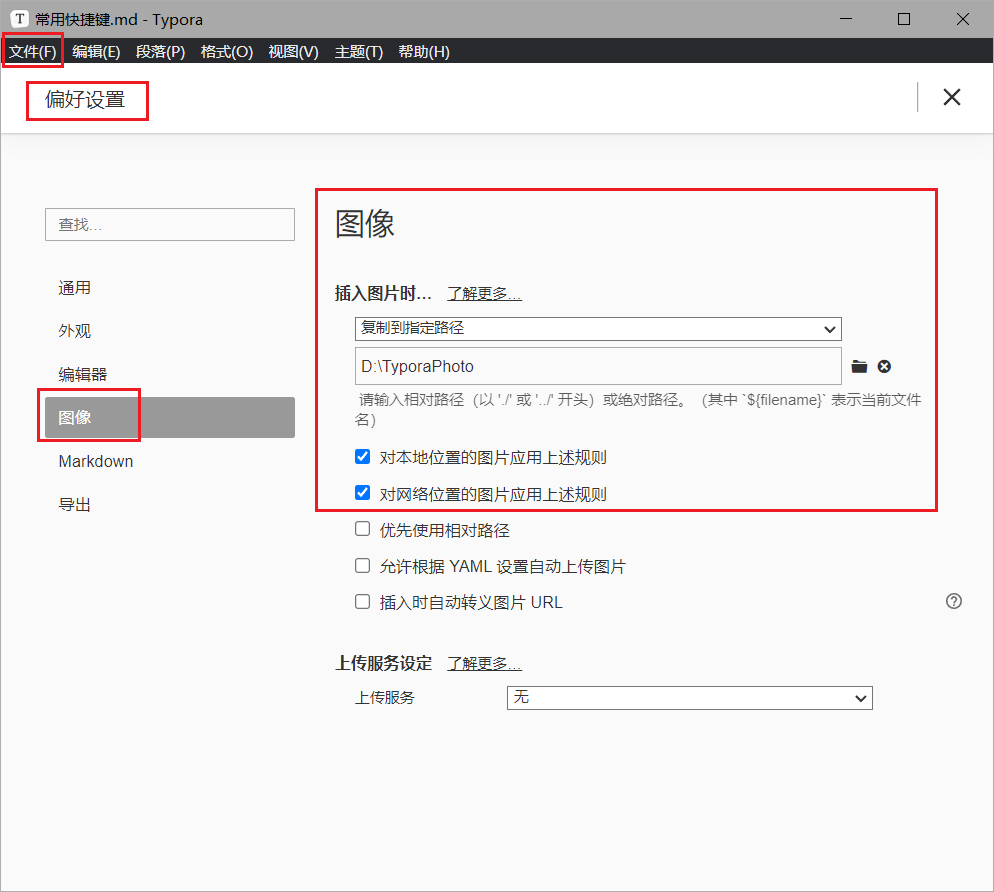 T 常用快捷键.md - Typora
文件(F) 编辑(E) 段落(P) 格式(O) 视图(V) 主题(T) 帮助(H)
偏好设置
查找...
通用
外观
编辑器
图像
Markdown
导出
图像
插入图片时... 了解更多...
复制到指定路径
D:\TyporaPhoto
请输入相对路径（以 './' 或 '../' 开头）或绝对路径。（其中 `${filename}` 表示当前文件
名）
对本地位置的图片应用上述规则
对网络位置的图片应用上述规则
优先使用相对路径
允许根据 YAML 设置自动上传图片
插入时自动转义图片 URL
上传服务设定 了解更多...
上传服务 无